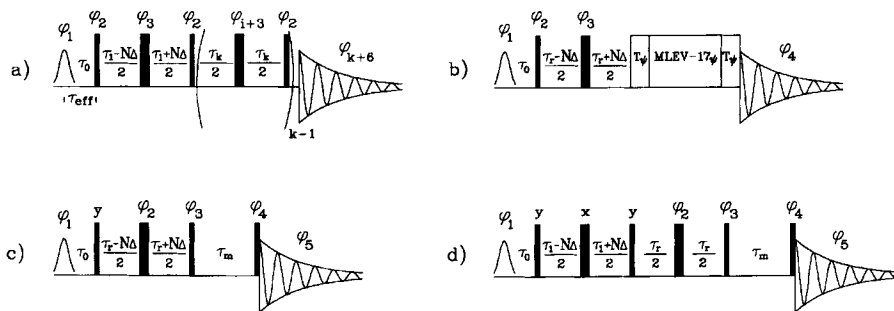 a) φ₁ τ₀ τeff φ₂ (τ₁-NΔ)/2 φ₃ (τ₁+NΔ)/2 φ₂ τₖ/2 φᵢ₊₃ τₖ/2 φ₂ k-1 φₖ₊₆
b) φ₁ τ₀ φ₂ (τᵣ-NΔ)/2 φ₃ (τᵣ+NΔ)/2 Tψ MLEV-17ψ Tψ φ₄
c) φ₁ τ₀ y (τᵣ-NΔ)/2 φ₂ (τᵣ+NΔ)/2 φ₃ τₘ φ₄ φ₅
d) φ₁ τ₀ y (τ₁-NΔ)/2 x (τ₁+NΔ)/2 y τᵣ/2 φ₂ τᵣ/2 φ₃ τₘ φ₄ φ₅